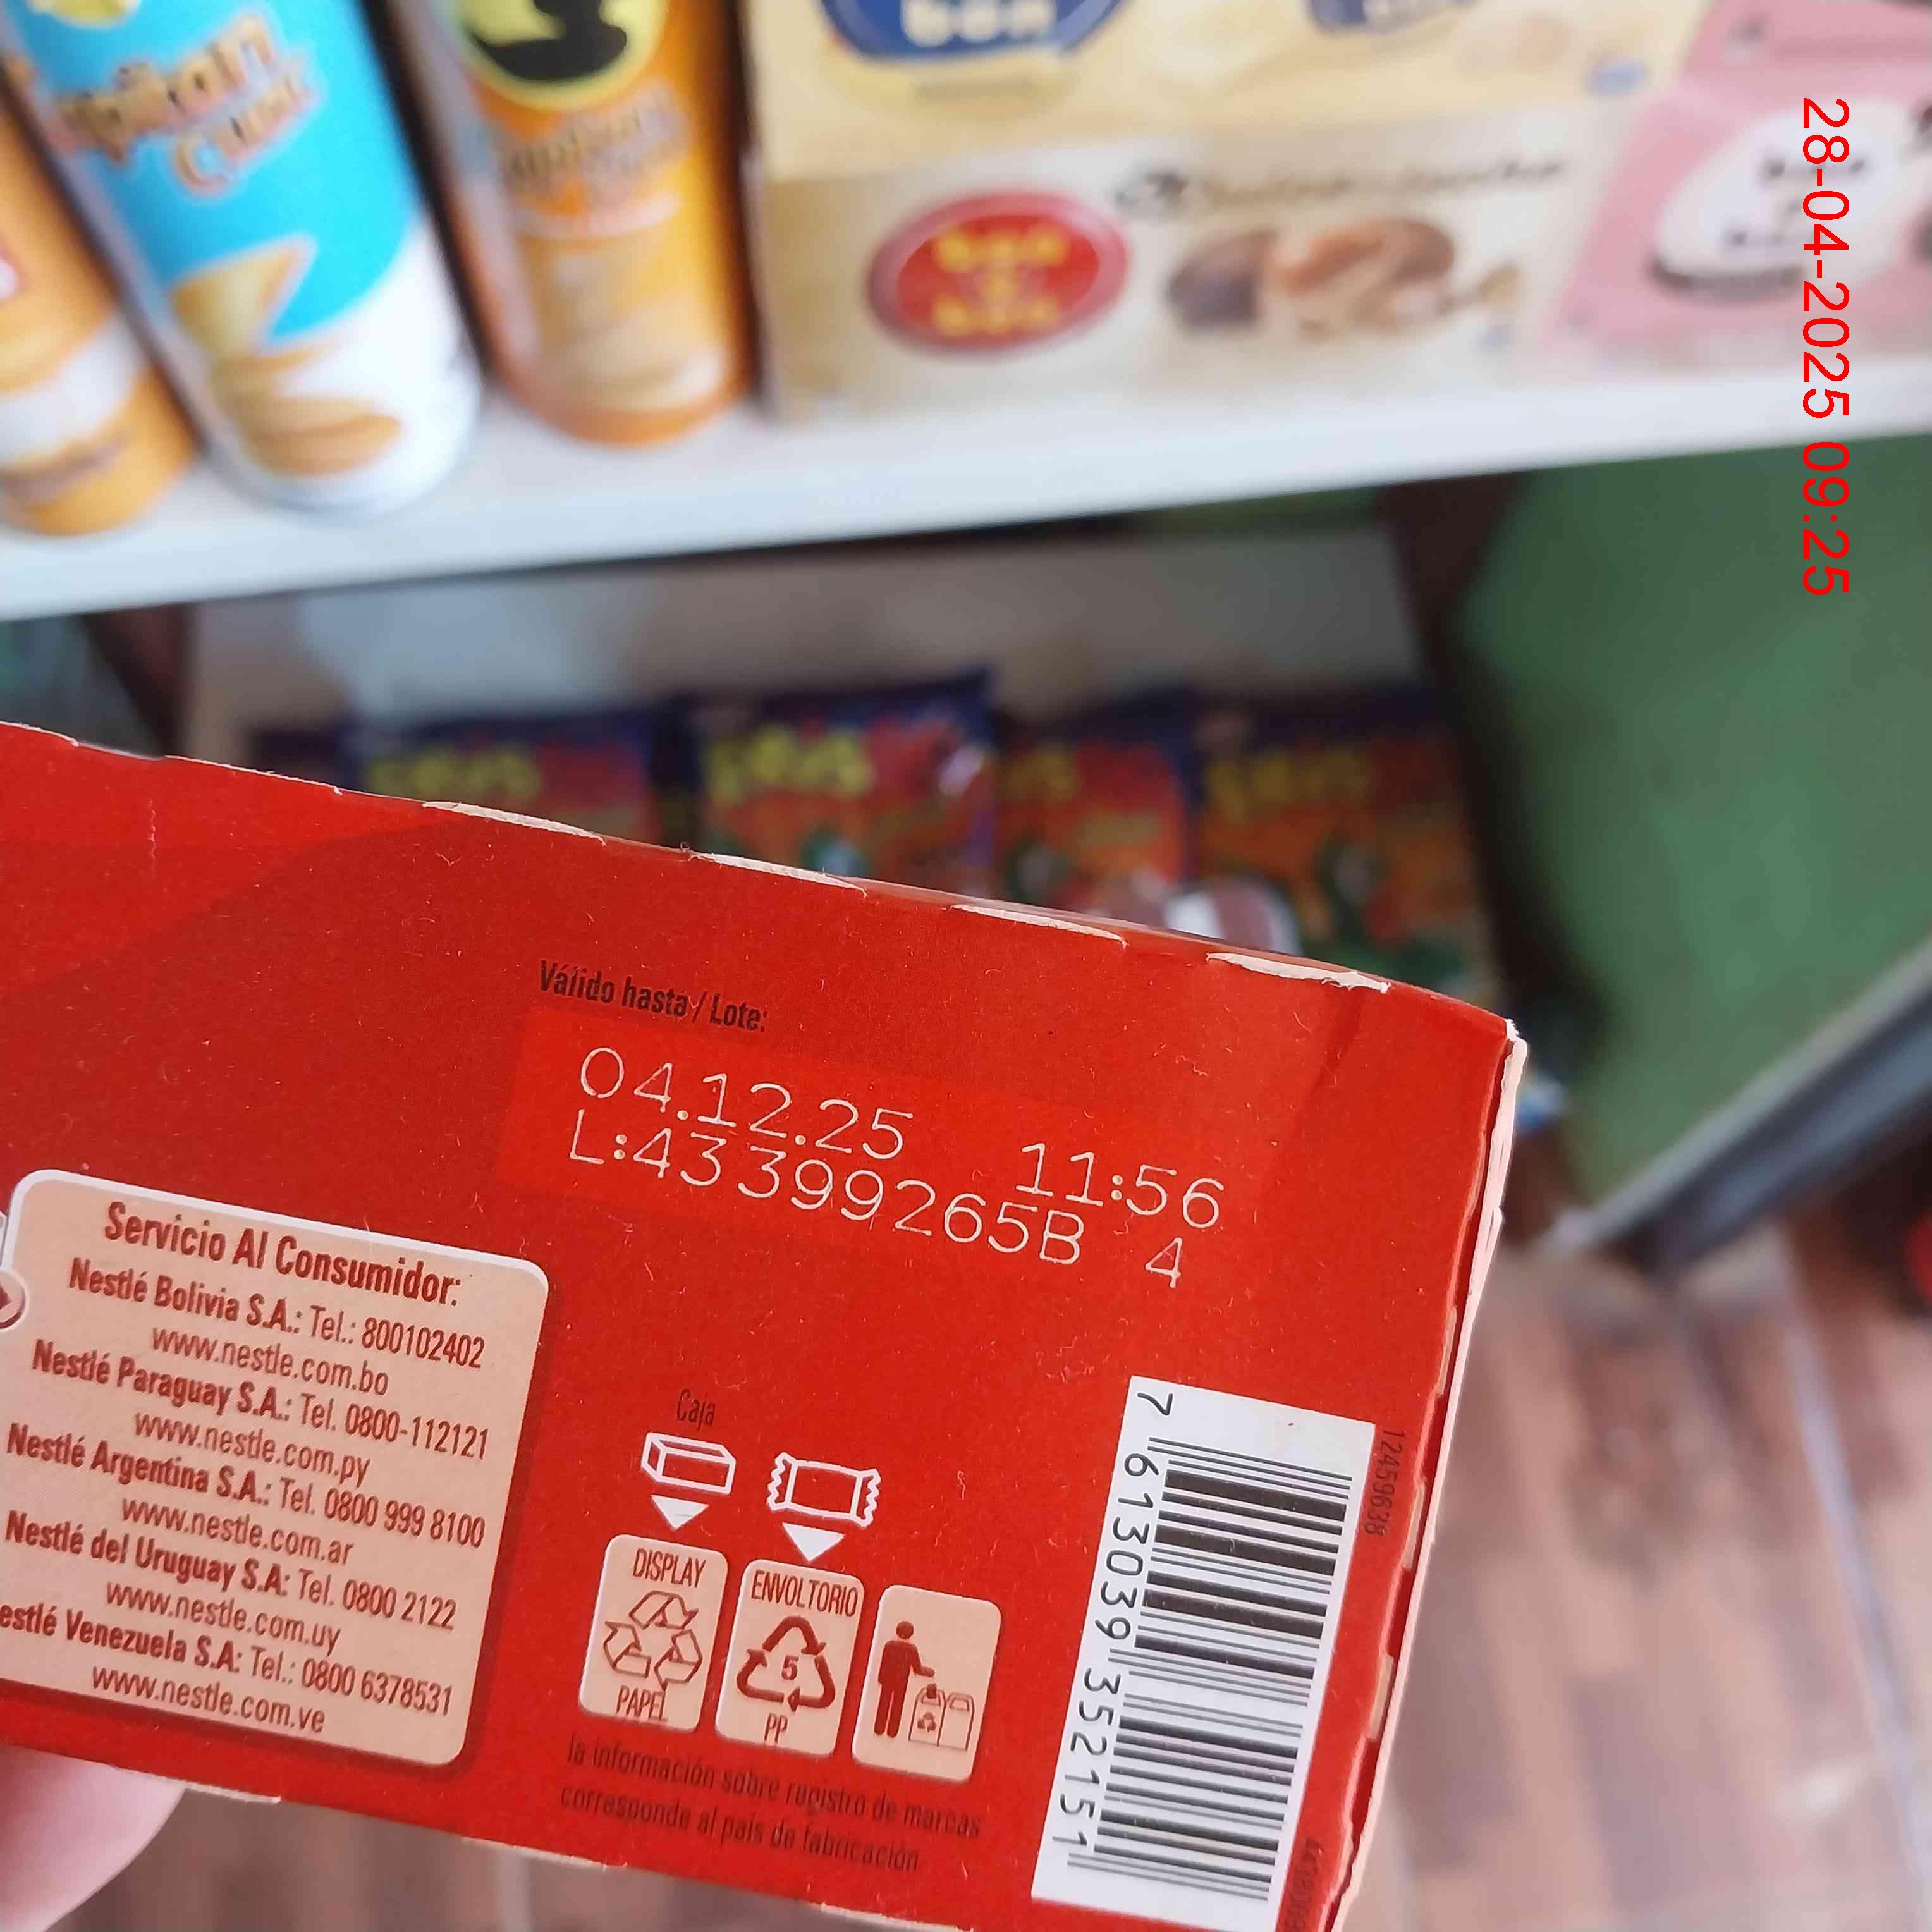 28-04-2025 09:25
Válido hasta / Lote:
04.12.25 11:56
L:43399265B 4
Servicio Al Consumidor:
Nestlé Bolivia S.A.: Tel.: 800102402
www.nestle.com.bo
Nestlé Paraguay S.A.: Tel. 0800-112121
www.nestle.com.py
Nestlé Argentina S.A.: Tel. 0800 999 8100
www.nestle.com.ar
Nestlé del Uruguay S.A: Tel. 0800 2122
www.nestle.com.uy
estlé Venezuela S.A: Tel.: 0800 6378531
www.nestle.com.ve
Caja
DISPLAY
PAPEL
ENVOLTORIO
5
PP
la información sobre registro de marcas
corresponde al país de fabricación
7 613039 352151
12459638